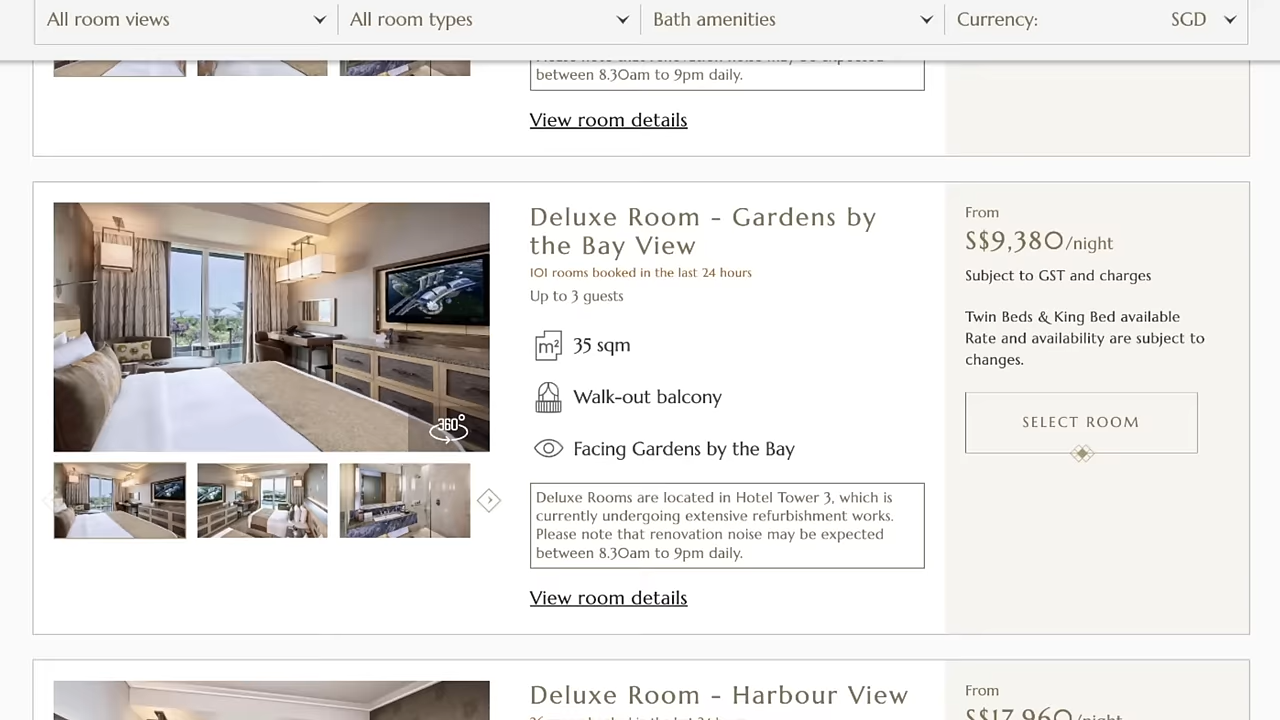 All room views
All room types
Bath amenities
Currency:
SGD
between 8.30am to 9pm daily.
View room details
Deluxe Room - Gardens by
the Bay View
101 rooms booked in the last 24 hours
Up to 3 guests
m² 35 sqm
Walk-out balcony
Facing Gardens by the Bay
Deluxe Rooms are located in Hotel Tower 3, which is
currently undergoing extensive refurbishment works.
Please note that renovation noise may be expected
between 8.30am to 9pm daily.
View room details
From
S$9,380/night
Subject to GST and charges
Twin Beds & King Bed available
Rate and availability are subject to
changes.
SELECT ROOM
360°
Deluxe Room - Harbour View
From
S$17,960/night